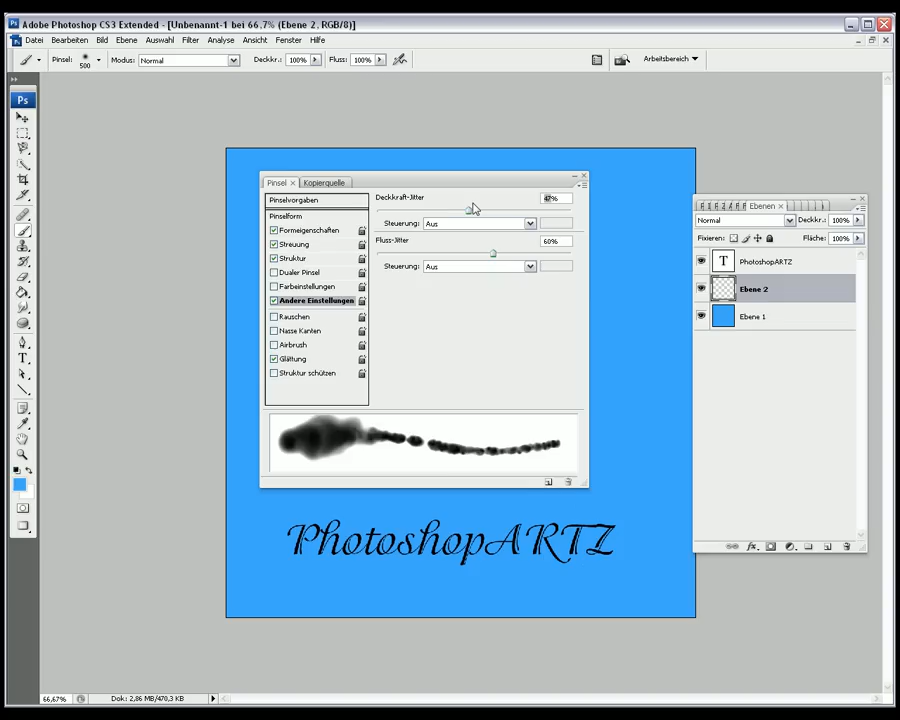 Adobe Photoshop CS3 Extended - [Unbenannt-1 bei 66,7% (Ebene 2, RGB/8)]
Datei Bearbeiten Bild Ebene Auswahl Filter Analyse Ansicht Fenster Hilfe
Pinsel: 500 Modus: Normal Deckkr.: 100% Fluss: 100% Arbeitsbereich
Ps
Pinsel Kopierquelle
Pinselvorgaben
Pinselform
Formeigenschaften
Streuung
Struktur
Dualer Pinsel
Farbeinstellungen
Andere Einstellungen
Rauschen
Nasse Kanten
Airbrush
Glättung
Struktur schützen
Deckkraft-Jitter 47%
Steuerung: Aus
Fluss-Jitter 60%
Steuerung: Aus
Ebenen
Normal Deckkr.: 100%
Fixieren: Fläche: 100%
T PhotoshopARTZ
Ebene 2
Ebene 1
PhotoshopARTZ
66,67% Dok: 2,86 MB/470,3 KB